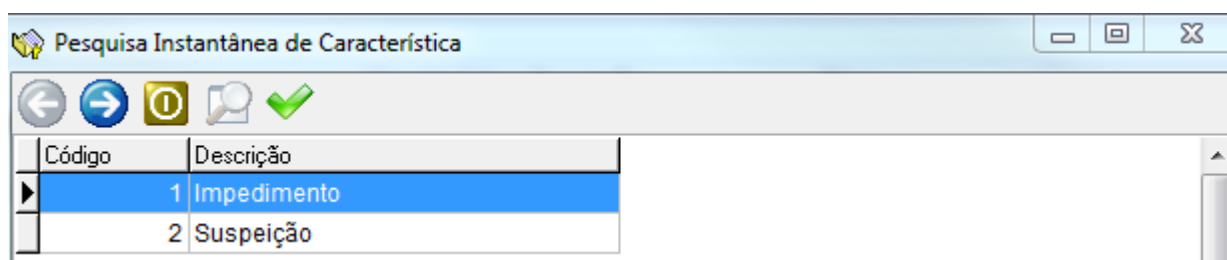 Pesquisa Instantânea de Característica
Código Descrição
1 Impedimento
2 Suspeição